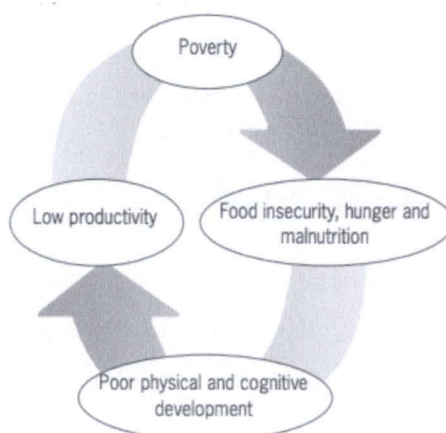 Poverty
Food insecurity, hunger and
malnutrition
Poor physical and cognitive
development
Low productivity